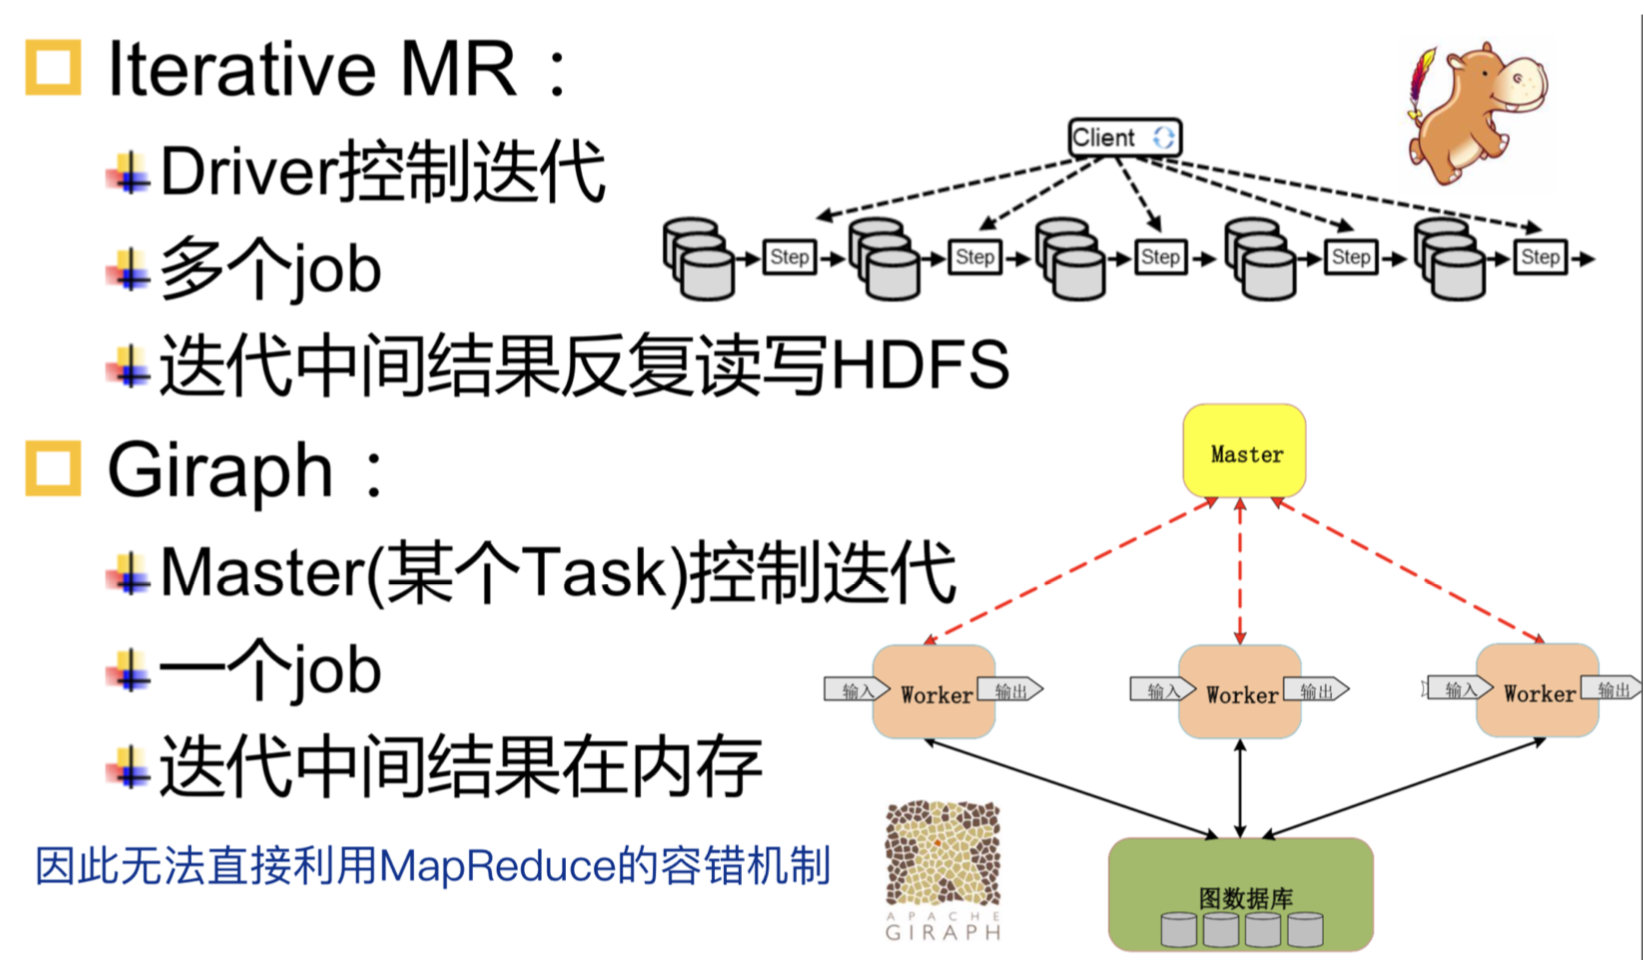 Iterative MR：
Driver控制迭代
多个job
迭代中间结果反复读写HDFS
Client
Step Step Step Step Step
Giraph：
Master(某个Task)控制迭代
一个job
迭代中间结果在内存
因此无法直接利用MapReduce的容错机制
Master
输入 Worker 输出
输入 Worker 输出
输入 Worker 输出
图数据库
APACHE
GIRAPH